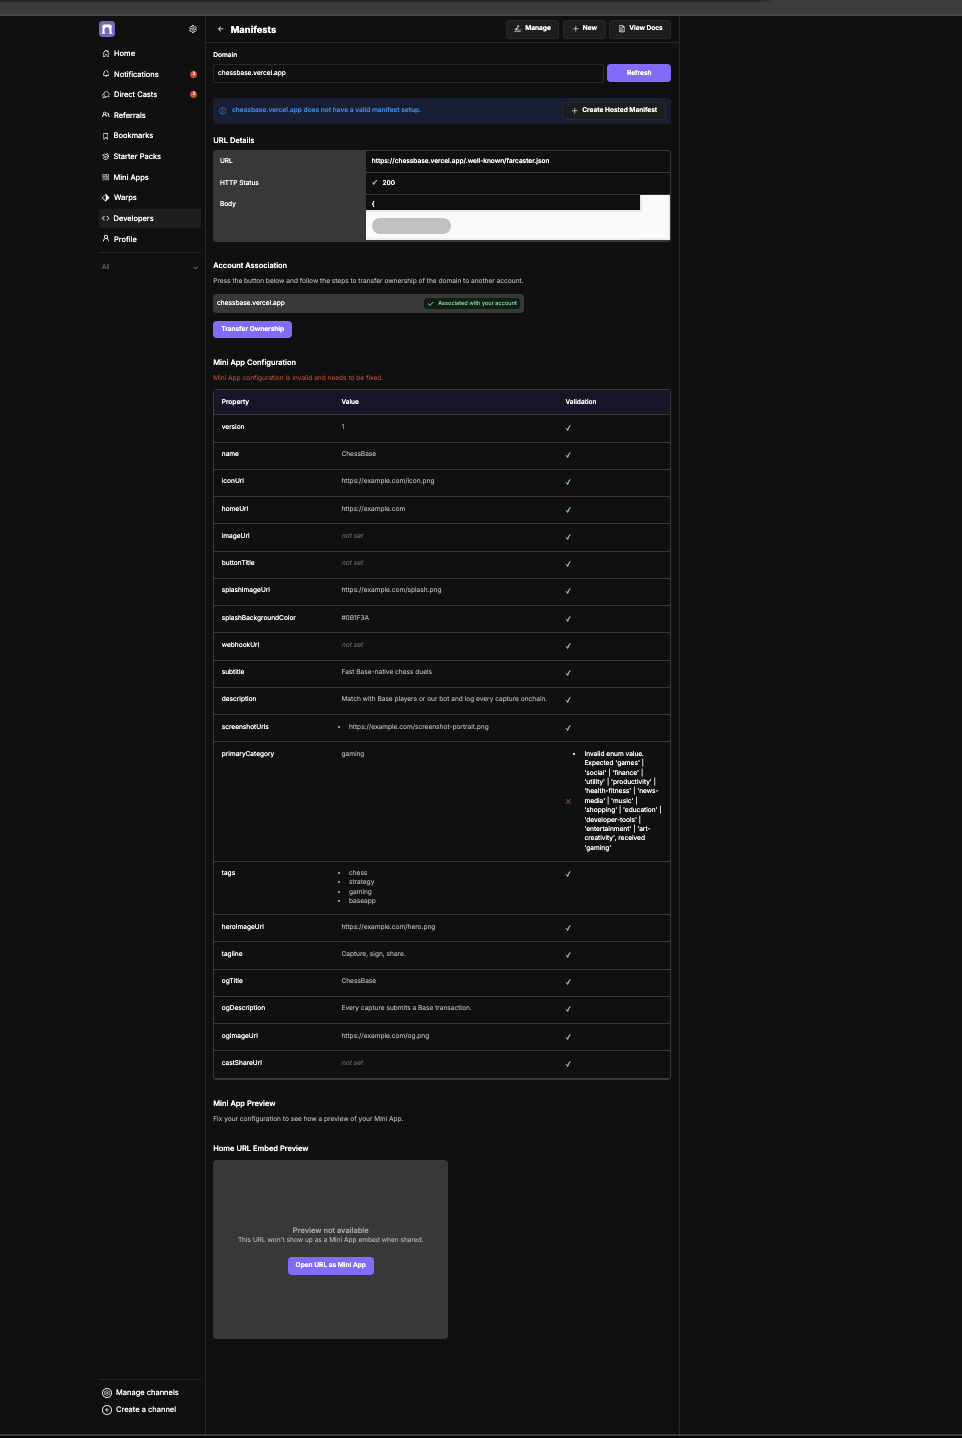 Manifests
Manage
New
View Docs
Home
Notifications
Direct Casts
Referrals
Bookmarks
Starter Packs
Mini Apps
Warps
Developers
Profile
All
Domain
chessbase.vercel.app
Refresh
chessbase.vercel.app does not have a valid manifest setup.
Create Hosted Manifest
URL Details
URL
https://chessbase.vercel.app/.well-known/farcaster.json
HTTP Status
200
Body
{
Account Association
Press the button below and follow the steps to transfer ownership of the domain to another account.
chessbase.vercel.app
Associated with your account
Transfer Ownership
Mini App Configuration
Mini App configuration is invalid and needs to be fixed.
Property Value Validation
version 1
name ChessBase
iconUrl https://example.com/icon.png
homeUrl https://example.com
imageUrl not set
buttonTitle not set
splashImageUrl https://example.com/splash.png
splashBackgroundColor #0B1F3A
webhookUrl not set
subtitle Fast Base-native chess duels
description Match with Base players or our bot and log every capture onchain.
screenshotUrls • https://example.com/screenshot-portrait.png
primaryCategory gaming
• Invalid enum value.
Expected 'games' |
'social' | 'finance' |
'utility' | 'productivity' |
'health-fitness' | 'news-
media' | 'music' |
'shopping' | 'education' |
'developer-tools' |
'entertainment' | 'art-
creativity', received
'gaming'
tags
• chess
• strategy
• gaming
• baseapp
heroImageUrl https://example.com/hero.png
tagline Capture, sign, share.
ogTitle ChessBase
ogDescription Every capture submits a Base transaction.
ogImageUrl https://example.com/og.png
castShareUrl not set
Mini App Preview
Fix your configuration to see how a preview of your Mini App.
Home URL Embed Preview
Preview not available
This URL won't show up as a Mini App embed when shared.
Open URL as Mini App
Manage channels
Create a channel